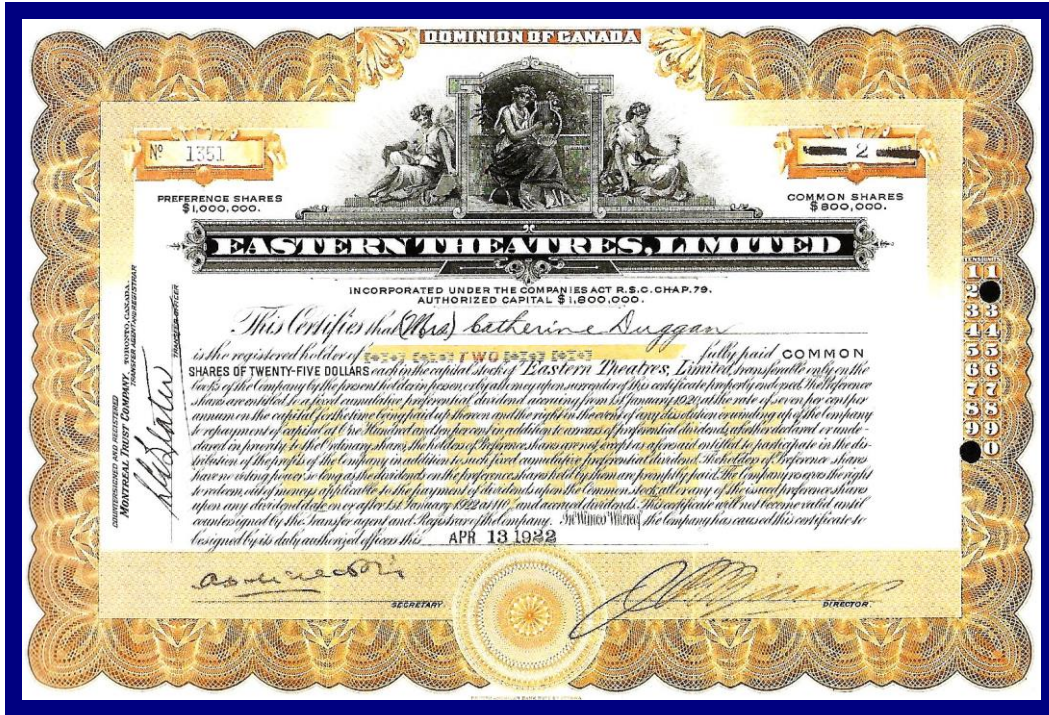 DOMINION OF CANADA
Nº 1351
2
PREFERENCE SHARES
$1,000,000.
COMMON SHARES
$800,000.
EASTERN THEATRES, LIMITED
INCORPORATED UNDER THE COMPANIES ACT R.S.C. CHAP. 79.
AUTHORIZED CAPITAL $1,800,000.
This Certifies that (Mrs) Catherine Duggan
is the registered holder of TWO fully paid COMMON
SHARES OF TWENTY-FIVE DOLLARS each in the capital stock of Eastern Theatres, Limited, transferable only on the
books of the Company by the present holder in person, or by attorney upon surrender of this certificate properly endorsed. The Preference
shares are entitled to a fixed cumulative preferential dividend accruing from 1st January 1920, at the rate of seven per cent per
annum on the capital for the time being paid up thereon and the right in the event of any dissolution or winding up of the Company
to repayment of capital at One Hundred and ten per cent in addition to arrears of preferential dividends, whether declared or unde-
clared in priority to the Ordinary shares, the holders of Preference shares are not, except as aforesaid entitled to participate in the dis-
tribution of the profits of the Company in addition to such fixed cumulative preferential dividend. The holders of Preference shares
have no voting power so long as the dividends on the preference shares held by them are promptly paid. The Company reserves the right
to redeem, out of moneys applicable to the payment of dividends upon the Common stock, all or any of the issued preference shares
upon any dividend date on or after 1st January 1922 at 110, and accrued dividends. This certificate will not become valid until
countersigned by the Transfer agent and Registrar of the company. In Witness Whereof the Company has caused this certificate to
be signed by its duly authorized officers this APR 13 1922
SECRETARY
DIRECTOR
COUNTERSIGNED AND REGISTERED
MONTREAL TRUST COMPANY, TORONTO, CANADA.
TRANSFER AGENT AND REGISTRAR
TRANSFER OFFICER
COMMON
1 1
2
3 3
4 4
5 5
6 6
7 7
8 8
9 9
0